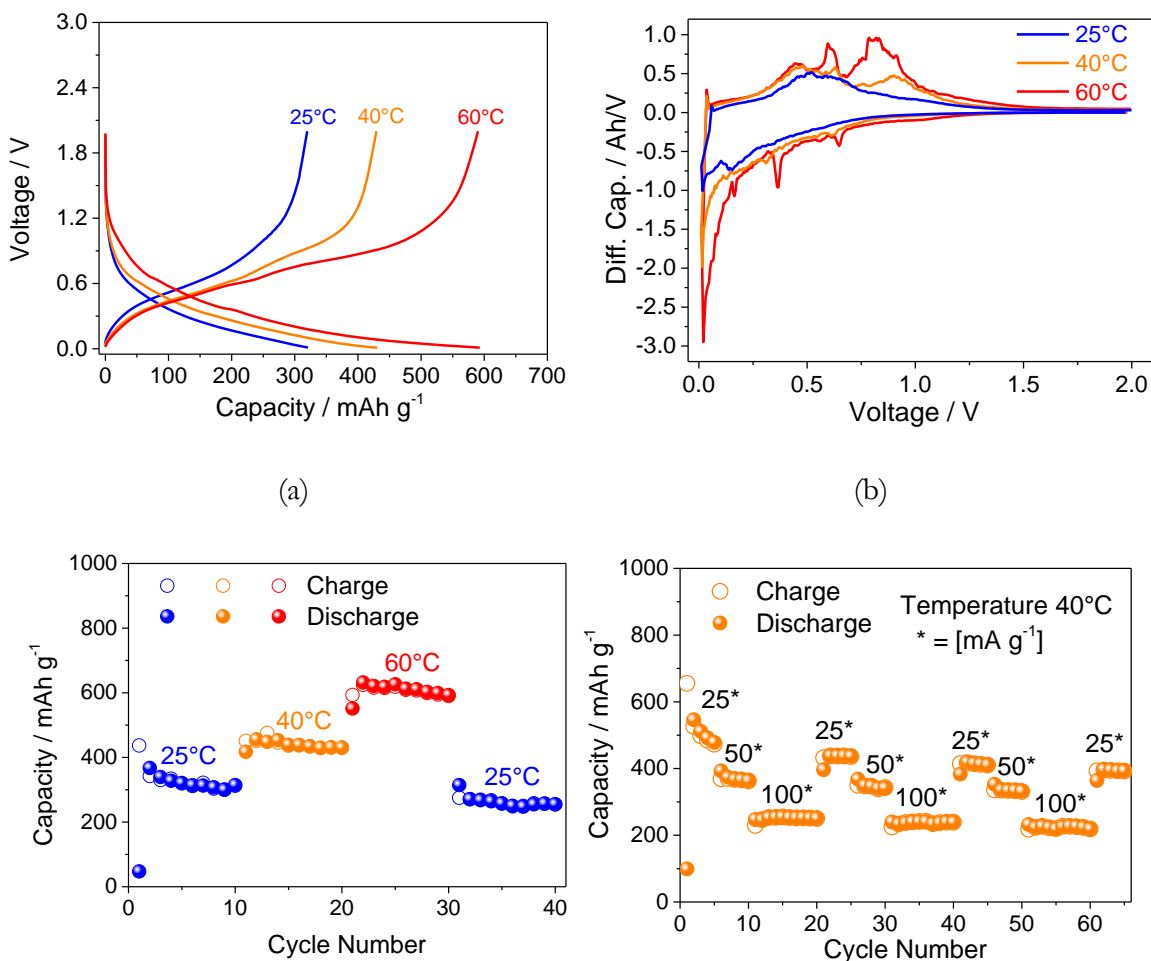 3.0
2.4
1.8
1.2
0.6
0.0
Voltage / V
25°C
40°C
60°C
0
100
200
300
400
500
600
700
Capacity / mAh g⁻¹
(a)
1.0
0.5
0.0
-0.5
-1.0
-1.5
-2.0
-2.5
-3.0
Diff. Cap. / Ah/V
25°C
40°C
60°C
0.0
0.5
1.0
1.5
2.0
Voltage / V
(b)
1000
800
600
400
200
0
Capacity / mAh g⁻¹
Charge
Discharge
25°C
40°C
60°C
25°C
0
10
20
30
40
Cycle Number
1000
800
600
400
200
0
Capacity / mAh g⁻¹
Charge
Discharge
Temperature 40°C
* = [mA g⁻¹]
25*
50*
100*
25*
50*
100*
25*
50*
100*
25*
0
10
20
30
40
50
60
Cycle Number